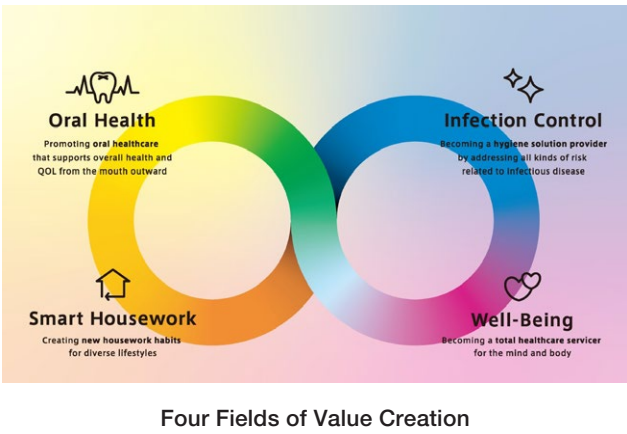 Oral Health
Promoting oral healthcare
that supports overall health and
QOL from the mouth outward
Infection Control
Becoming a hygiene solution provider
by addressing all kinds of risk
related to infectious disease
Smart Housework
Creating new housework habits
for diverse lifestyles
Well-Being
Becoming a total healthcare servicer
for the mind and body
Four Fields of Value Creation